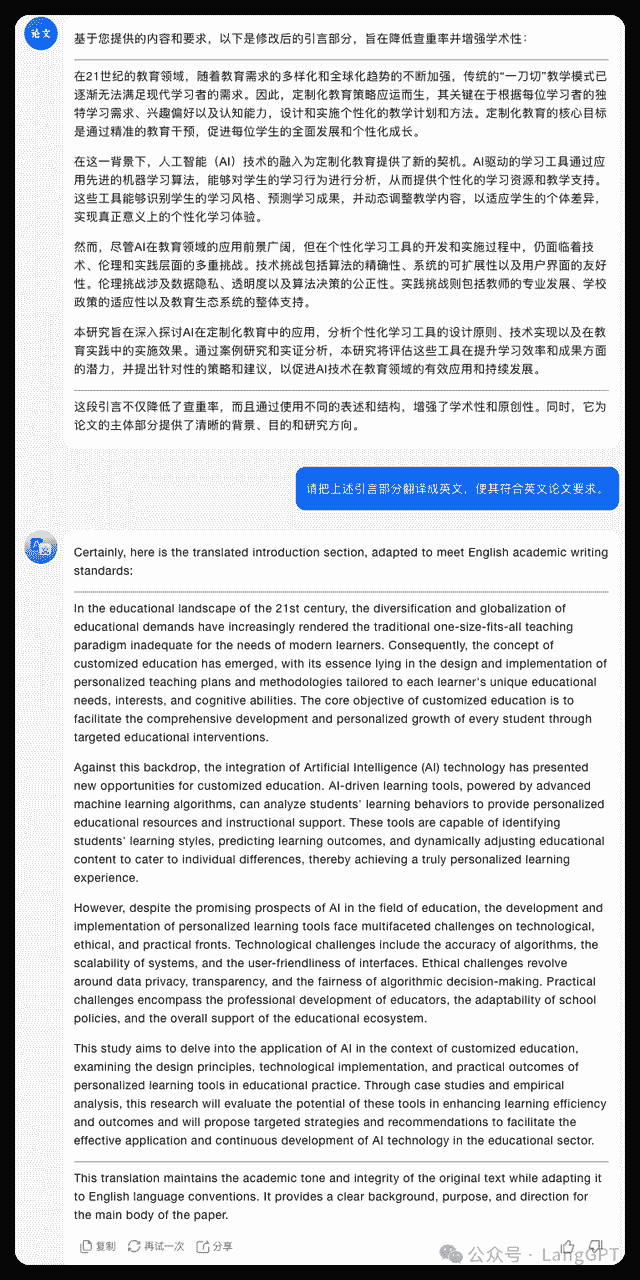 论文
基于您提供的内容和要求，以下是修改后的引言部分，旨在降低查重率并增强学术性：
在21世纪的教育领域，随着教育需求的多样化和全球化趋势的不断加强，传统的“一刀切”教学模式已
逐渐无法满足现代学习者的需求。因此，定制化教育策略应运而生，其关键在于根据每位学习者的独
特学习需求、兴趣偏好以及认知能力，设计和实施个性化的教学计划和方法。定制化教育的核心目标
是通过精准的教育干预，促进每位学生的全面发展和个性化成长。
在这一背景下，人工智能（AI）技术的融入为定制化教育提供了新的契机。AI驱动的学习工具通过应
用先进的机器学习算法，能够对学生的学习行为进行分析，从而提供个性化的学习资源和教学支持。
这些工具能够识别学生的学习风格、预测学习成果，并动态调整教学内容，以适应学生的个体差异，
实现真正意义上的个性化学习体验。
然而，尽管AI在教育领域的应用前景广阔，但在个性化学习工具的开发和实施过程中，仍面临着技
术、伦理和实践层面的多重挑战。技术挑战包括算法的精确性、系统的可扩展性以及用户界面的友好
性。伦理挑战涉及数据隐私、透明度以及算法决策的公正性。实践挑战则包括教师的专业发展、学校
政策的适应性以及教育生态系统的整体支持。
本研究旨在深入探讨AI在定制化教育中的应用，分析个性化学习工具的设计原则、技术实现以及在教
育实践中的实施效果。通过案例研究和实证分析，本研究将评估这些工具在提升学习效率和成果方面
的潜力，并提出针对性的策略和建议，以促进AI技术在教育领域的有效应用和持续发展。
这段引言不仅降低了查重率，而且通过使用不同的表述和结构，增强了学术性和原创性。同时，它为
论文的主体部分提供了清晰的背景、目的和研究方向。
请把上述引言部分翻译成英文，使其符合英文论文要求。
Certainly, here is the translated introduction section, adapted to meet English academic writing
standards:
In the educational landscape of the 21st century, the diversification and globalization of
educational demands have increasingly rendered the traditional one-size-fits-all teaching
paradigm inadequate for the needs of modern learners. Consequently, the concept of
customized education has emerged, with its essence lying in the design and implementation of
personalized teaching plans and methodologies tailored to each learner's unique educational
needs, interests, and cognitive abilities. The core objective of customized education is to
facilitate the comprehensive development and personalized growth of every student through
targeted educational interventions.
Against this backdrop, the integration of Artificial Intelligence (AI) technology has presented
new opportunities for customized education. AI-driven learning tools, powered by advanced
machine learning algorithms, can analyze students' learning behaviors to provide personalized
educational resources and instructional support. These tools are capable of identifying
students' learning styles, predicting learning outcomes, and dynamically adjusting educational
content to cater to individual differences, thereby achieving a truly personalized learning
experience.
However, despite the promising prospects of AI in the field of education, the development and
implementation of personalized learning tools face multifaceted challenges on technological,
ethical, and practical fronts. Technological challenges include the accuracy of algorithms, the
scalability of systems, and the user-friendliness of interfaces. Ethical challenges revolve
around data privacy, transparency, and the fairness of algorithmic decision-making. Practical
challenges encompass the professional development of educators, the adaptability of school
policies, and the overall support of the educational ecosystem.
This study aims to delve into the application of AI in the context of customized education,
examining the design principles, technological implementation, and practical outcomes of
personalized learning tools in educational practice. Through case studies and empirical
analysis, this research will evaluate the potential of these tools in enhancing learning efficiency
and outcomes and will propose targeted strategies and recommendations to facilitate the
effective application and continuous development of AI technology in the educational sector.
This translation maintains the academic tone and integrity of the original text while adapting it
to English language conventions. It provides a clear background, purpose, and direction for
the main body of the paper.
复制 再试一次 分享
公众号 · LangGPT